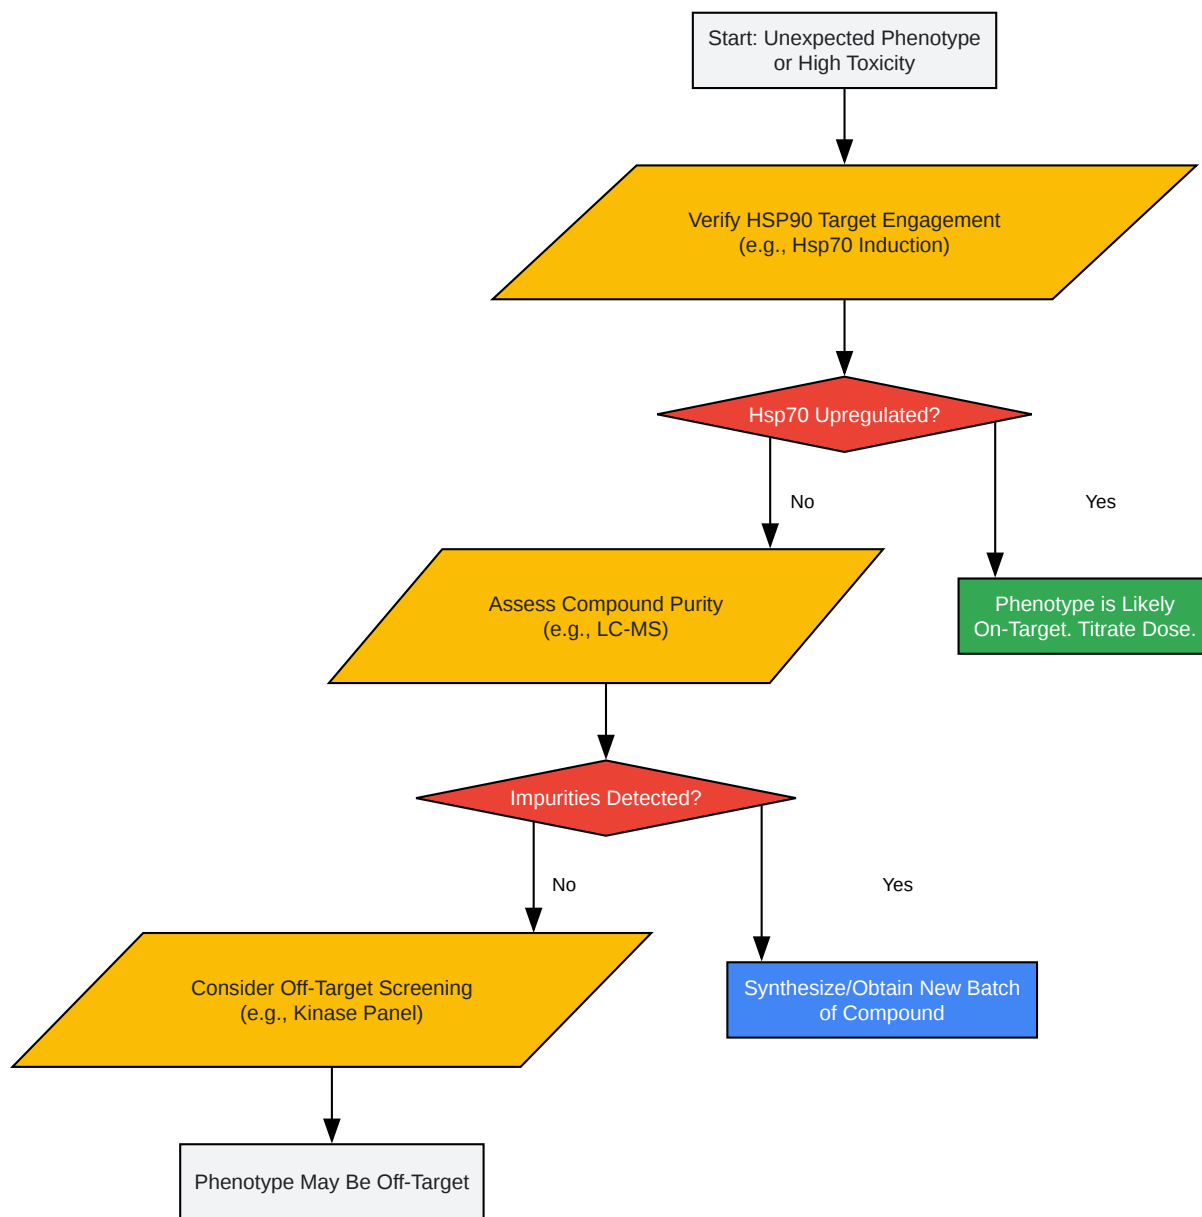 Start: Unexpected Phenotype
or High Toxicity
Verify HSP90 Target Engagement
(e.g., Hsp70 Induction)
Hsp70 Upregulated?
No
Yes
Assess Compound Purity
(e.g., LC-MS)
Phenotype is Likely
On-Target. Titrate Dose.
Impurities Detected?
No
Yes
Consider Off-Target Screening
(e.g., Kinase Panel)
Synthesize/Obtain New Batch
of Compound
Phenotype May Be Off-Target